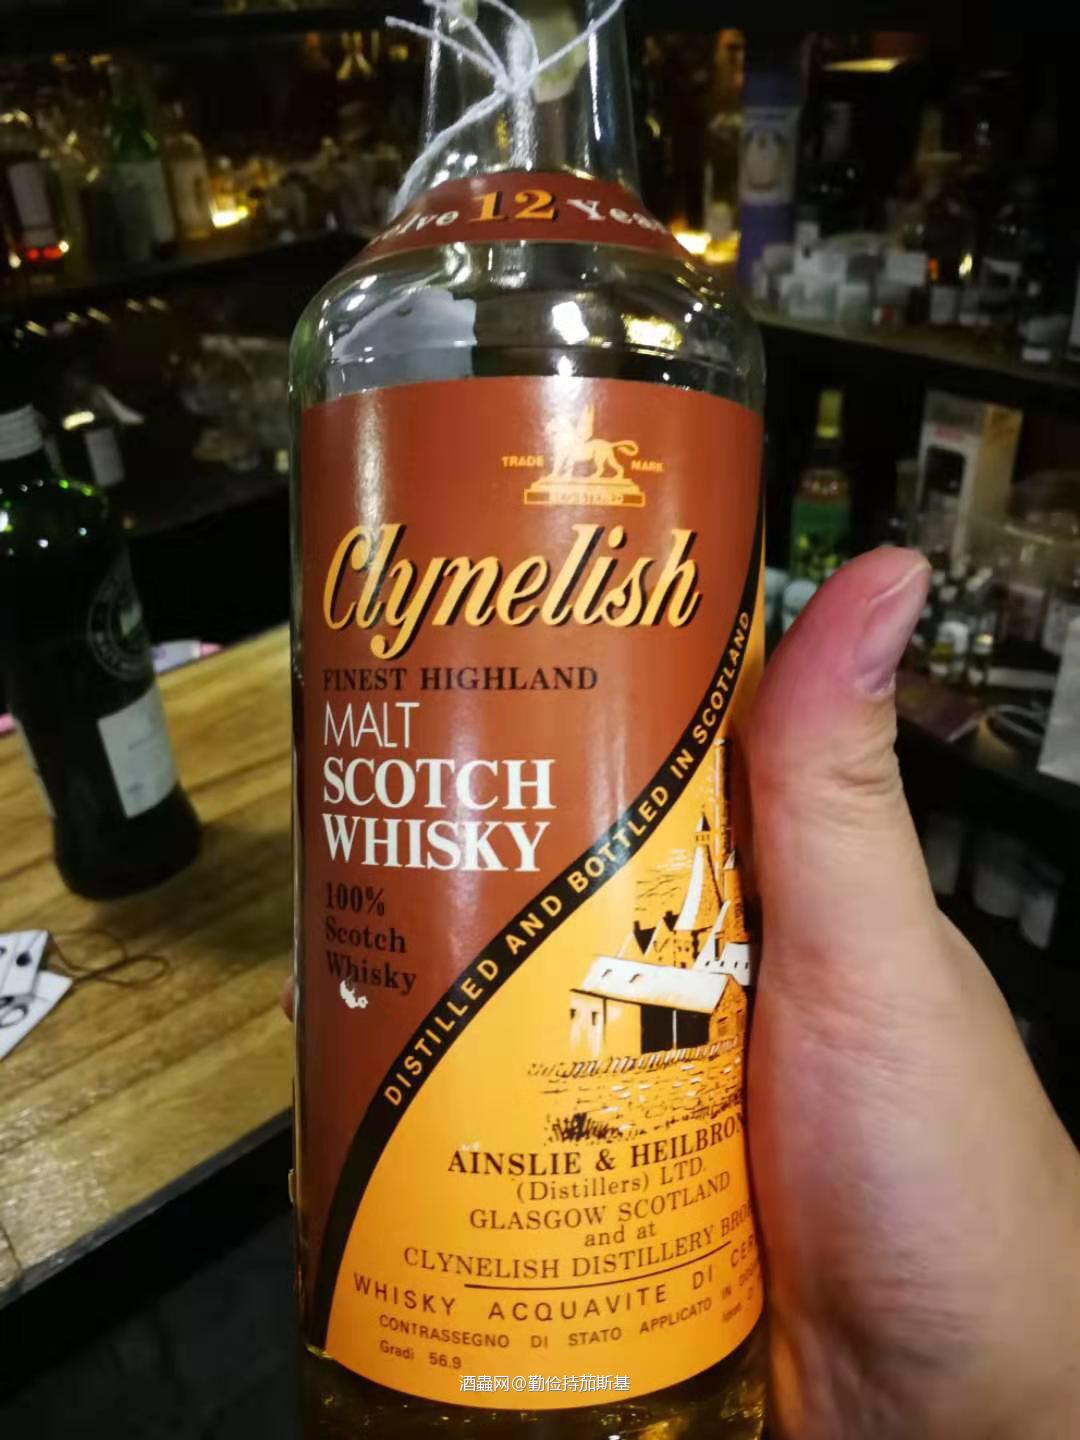 12
TRADE MARK
REGISTERED
Clynelish
FINEST HIGHLAND
MALT
SCOTCH
WHISKY
100%
Scotch
Whisky
DISTILLED AND BOTTLED IN SCOTLAND
AINSLIE & HEILBRON
(Distillers) LTD.
GLASGOW SCOTLAND
and at
CLYNELISH DISTILLERY
WHISKY ACQUAVITE DI
CONTRASSEGNO DI STATO APPLICATO IN
Gradi 56.9
酒蟲网@勤俭持茄斯基